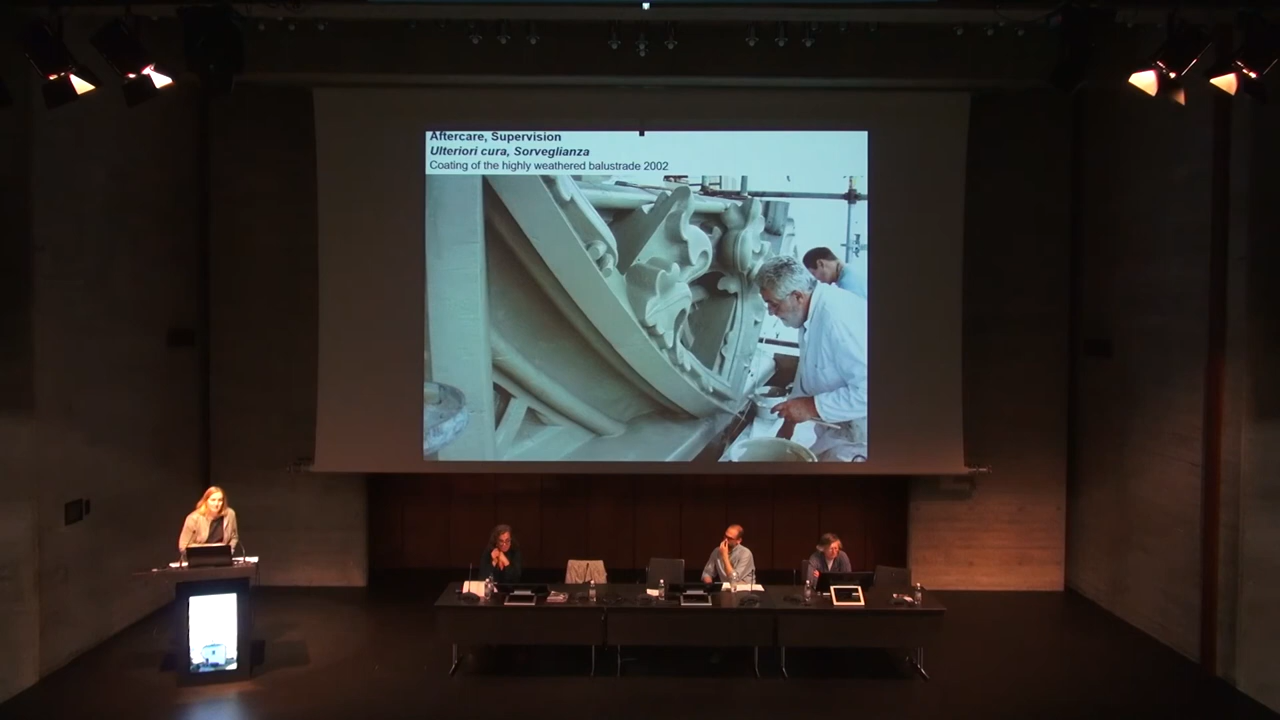 Aftercare, Supervision
Ulteriori cura, Sorveglianza
Coating of the highly weathered balustrade 2002